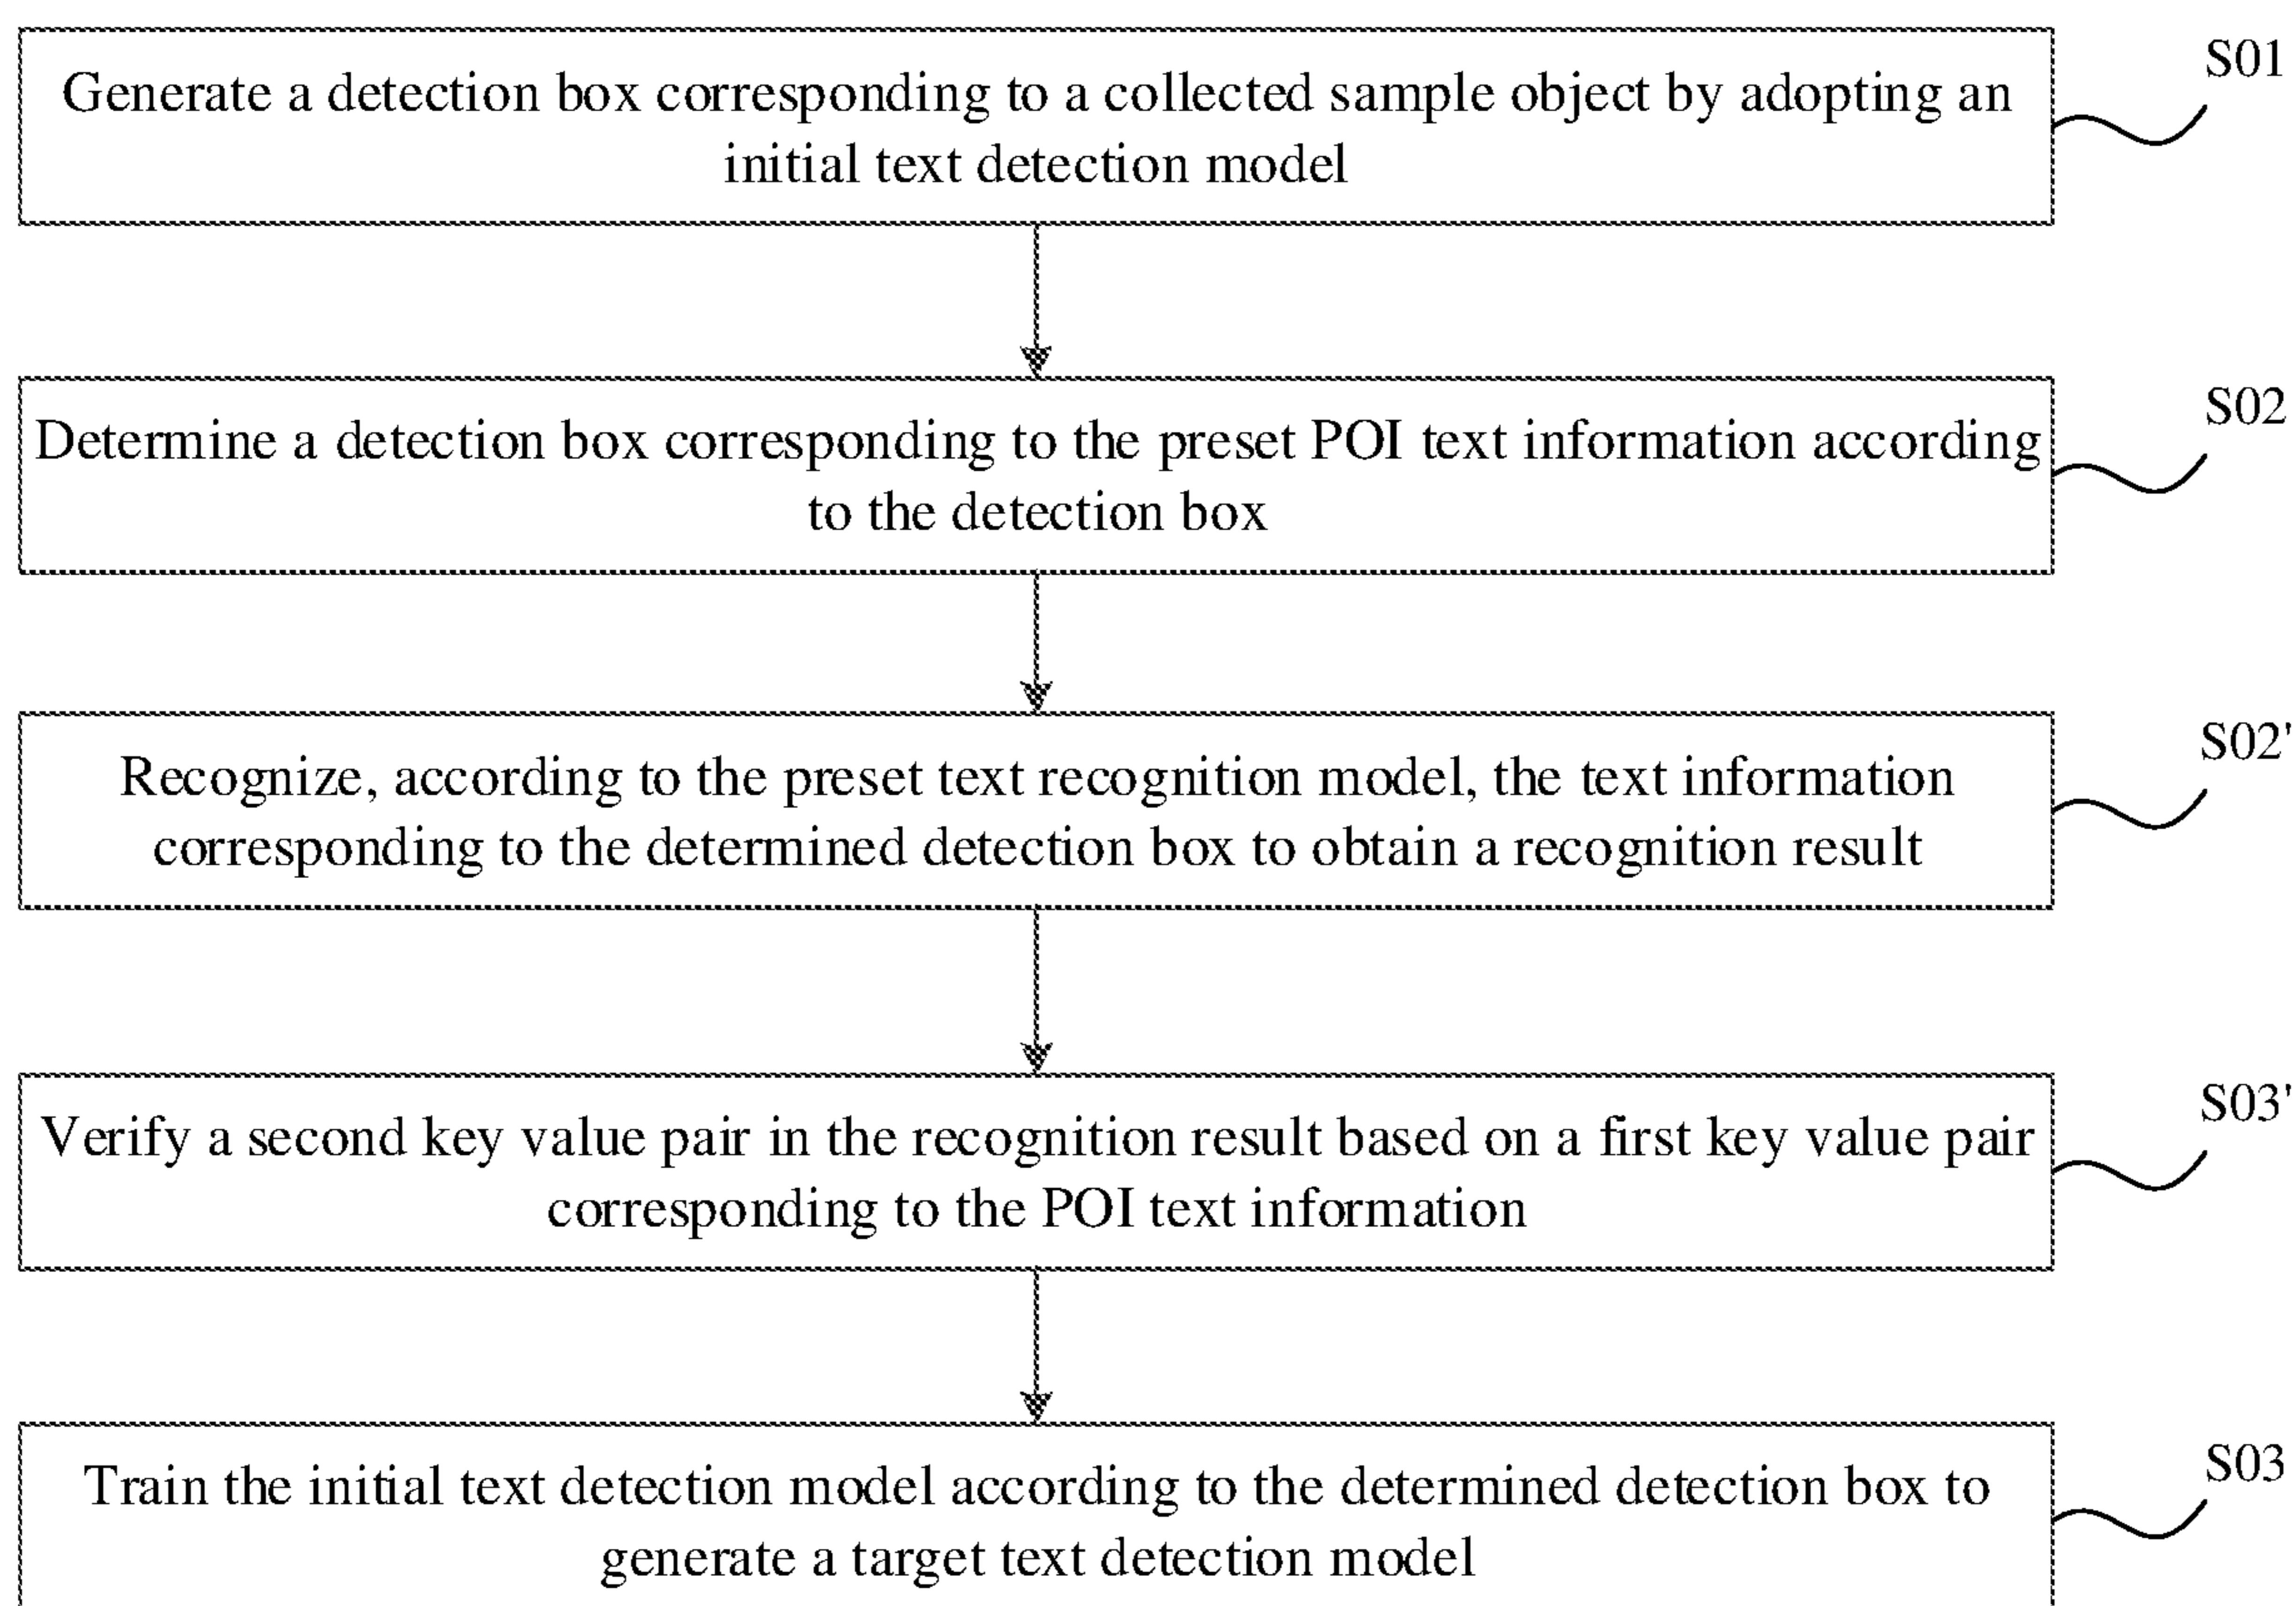 S01
Generate a detection box corresponding to a collected sample object by adopting an
initial text detection model
S02
Determine a detection box corresponding to the preset POI text information according
to the detection box
S02'
Recognize, according to the preset text recognition model, the text information
corresponding to the determined detection box to obtain a recognition result
S03'
Verify a second key value pair in the recognition result based on a first key value pair
corresponding to the POI text information
S03
Train the initial text detection model according to the determined detection box to
generate a target text detection model